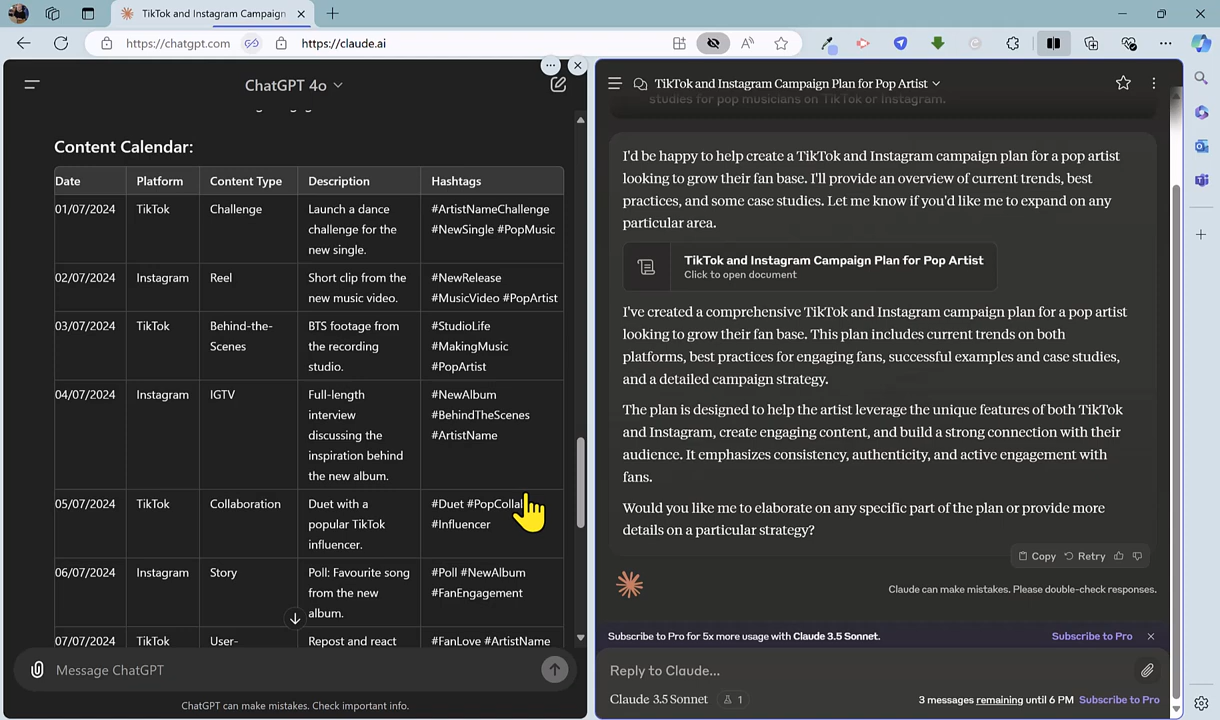 TikTok and Instagram Campaign
https://chatgpt.com
https://claude.ai
ChatGPT 4o
Content Calendar:
Date Platform Content Type Description Hashtags
01/07/2024 TikTok Challenge Launch a dance #ArtistNameChallenge
challenge for the #NewSingle #PopMusic
new single.
02/07/2024 Instagram Reel Short clip from the #NewRelease
new music video. #MusicVideo #PopArtist
03/07/2024 TikTok Behind-the- BTS footage from #StudioLife
Scenes the recording #MakingMusic
studio. #PopArtist
04/07/2024 Instagram IGTV Full-length #NewAlbum
interview #BehindTheScenes
discussing the #ArtistName
inspiration behind
the new album.
05/07/2024 TikTok Collaboration Duet with a #Duet #PopCollab
popular TikTok #Influencer
influencer.
06/07/2024 Instagram Story Poll: Favourite song #Poll #NewAlbum
from the new #FanEngagement
album.
07/07/2024 TikTok User- Repost and react #FanLove #ArtistName
Message ChatGPT
ChatGPT can make mistakes. Check important info.
TikTok and Instagram Campaign Plan for Pop Artist
studies for pop musicians on TikTok or Instagram.
I'd be happy to help create a TikTok and Instagram campaign plan for a pop artist
looking to grow their fan base. I'll provide an overview of current trends, best
practices, and some case studies. Let me know if you'd like me to expand on any
particular area.
TikTok and Instagram Campaign Plan for Pop Artist
Click to open document
I've created a comprehensive TikTok and Instagram campaign plan for a pop artist
looking to grow their fan base. This plan includes current trends on both
platforms, best practices for engaging fans, successful examples and case studies,
and a detailed campaign strategy.
The plan is designed to help the artist leverage the unique features of both TikTok
and Instagram, create engaging content, and build a strong connection with their
audience. It emphasizes consistency, authenticity, and active engagement with
fans.
Would you like me to elaborate on any specific part of the plan or provide more
details on a particular strategy?
Copy Retry
Claude can make mistakes. Please double-check responses.
Subscribe to Pro for 5x more usage with Claude 3.5 Sonnet. Subscribe to Pro
Reply to Claude...
Claude 3.5 Sonnet 1 3 messages remaining until 6 PM Subscribe to Pro